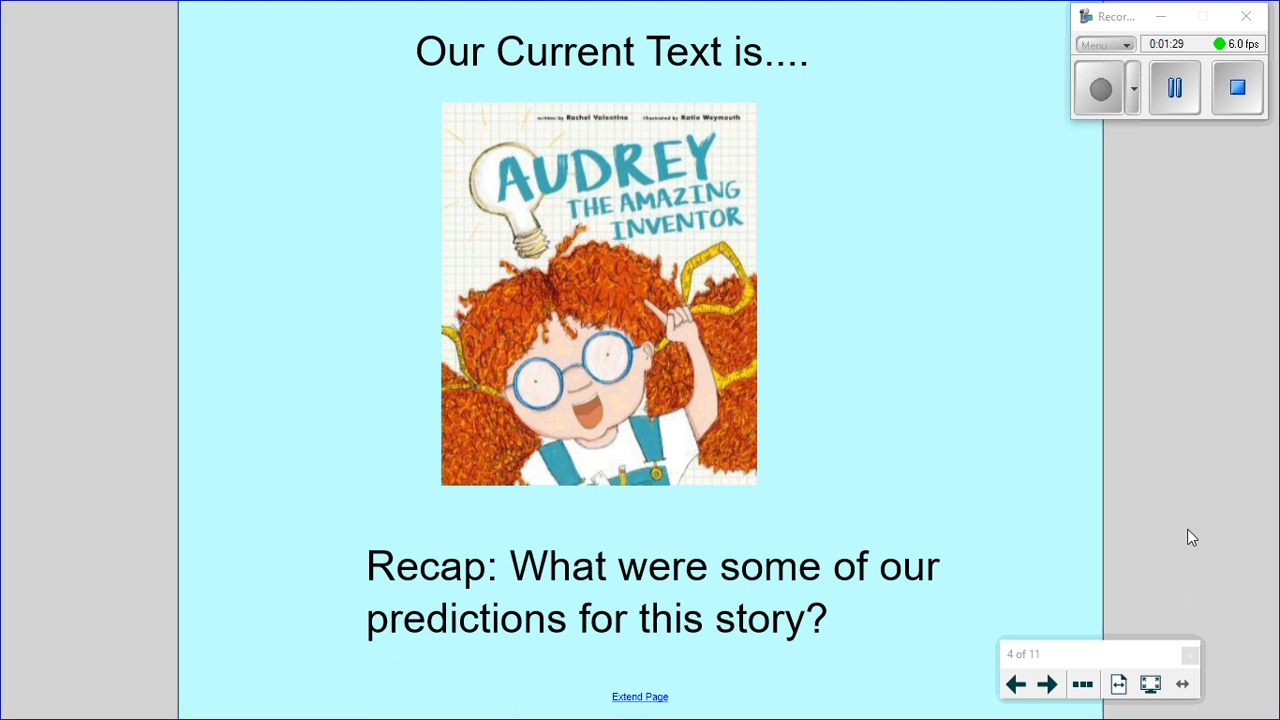 Our Current Text is....
written by Rachel Valentine illustrated by Katie Weymouth
AUDREY
THE AMAZING
INVENTOR
Recap: What were some of our
predictions for this story?
Extend Page
Recor...
Menu
0:01:29
6.0 fps
4 of 11